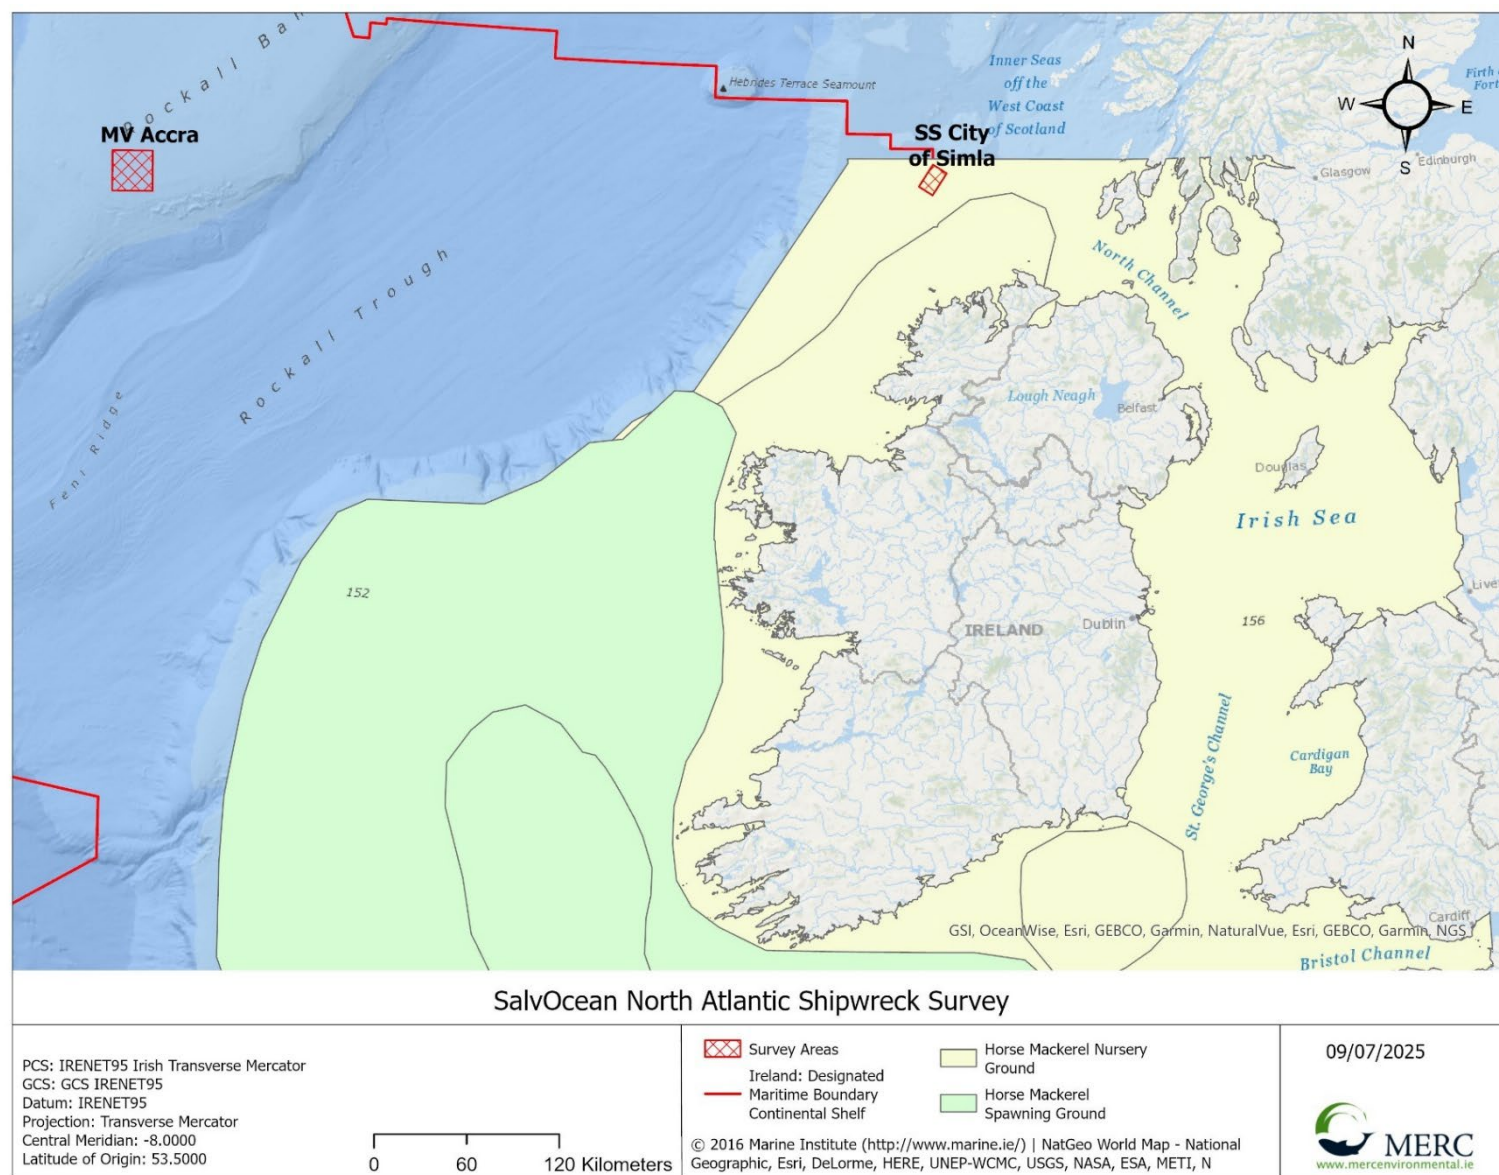 Rockall Ban
Hebrides Terrace Seamount
Inner Seas
off the
West Coast
of Scotland
N
W
E
S
Firth
Fort
MV Accra
SS City
of Simla
Glasgow
Edinburgh
North Channel
Rockall Trough
Feni Ridge
Lough Neagh
Belfast
Douglas
Irish Sea
152
IRELAND
Dublin
156
Live
St. George's Channel
Cardigan
Bay
Cardiff
GSI, OceanWise, Esri, GEBCO, Garmin, NaturalVue, Esri, GEBCO, Garmin, NGS
Bristol Channel
SalvOcean North Atlantic Shipwreck Survey
PCS: IRENET95 Irish Transverse Mercator
GCS: GCS IRENET95
Datum: IRENET95
Projection: Transverse Mercator
Central Meridian: -8.0000
Latitude of Origin: 53.5000
0 60 120 Kilometers
Survey Areas
Ireland: Designated
Maritime Boundary
Continental Shelf
Horse Mackerel Nursery
Ground
Horse Mackerel
Spawning Ground
© 2016 Marine Institute (http://www.marine.ie/) | NatGeo World Map - National
Geographic, Esri, DeLorme, HERE, UNEP-WCMC, USGS, NASA, ESA, METI, N
09/07/2025
MERC
www.mercenvironmental.ie